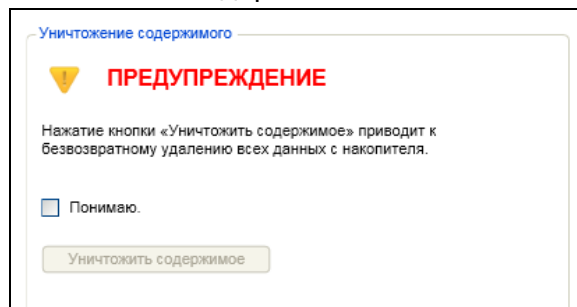 Уничтожение содержимого
ПРЕДУПРЕЖДЕНИЕ
Нажатие кнопки «Уничтожить содержимое» приводит к
безвозвратному удалению всех данных с накопителя.
Понимаю.
Уничтожить содержимое